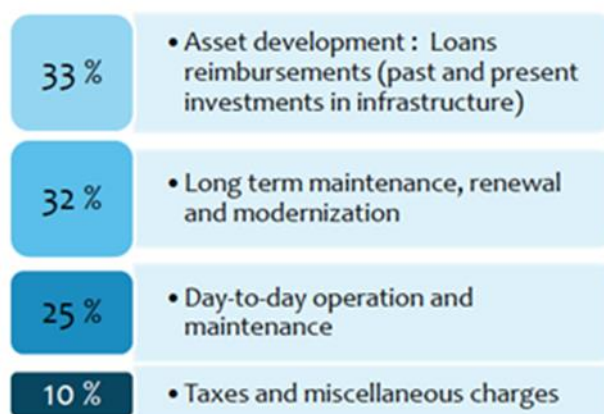 33 %
• Asset development : Loans
reimbursements (past and present
investments in infrastructure)
32 %
• Long term maintenance, renewal
and modernization
25 %
• Day-to-day operation and
maintenance
10 %
• Taxes and miscellaneous charges